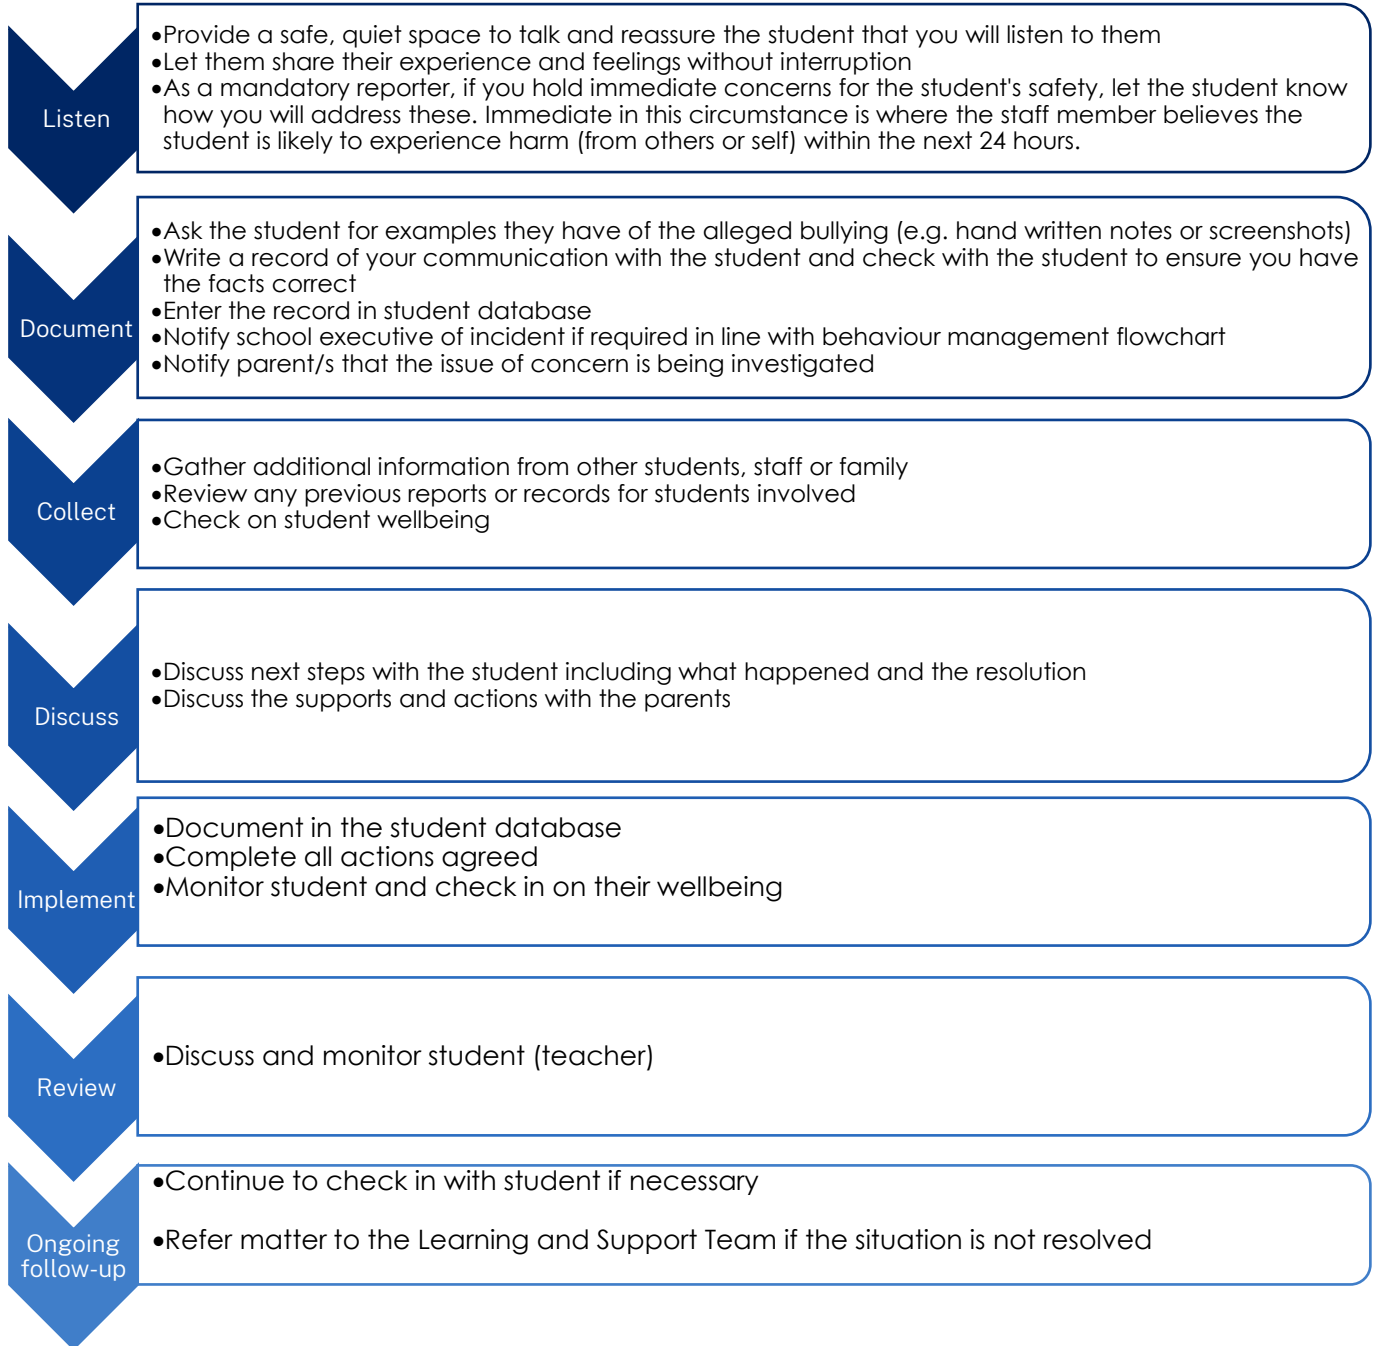 Listen
•Provide a safe, quiet space to talk and reassure the student that you will listen to them
•Let them share their experience and feelings without interruption
•As a mandatory reporter, if you hold immediate concerns for the student's safety, let the student know
how you will address these. Immediate in this circumstance is where the staff member believes the
student is likely to experience harm (from others or self) within the next 24 hours.
Document
•Ask the student for examples they have of the alleged bullying (e.g. hand written notes or screenshots)
•Write a record of your communication with the student and check with the student to ensure you have
the facts correct
•Enter the record in student database
•Notify school executive of incident if required in line with behaviour management flowchart
•Notify parent/s that the issue of concern is being investigated
Collect
•Gather additional information from other students, staff or family
•Review any previous reports or records for students involved
•Check on student wellbeing
Discuss
•Discuss next steps with the student including what happened and the resolution
•Discuss the supports and actions with the parents
Implement
•Document in the student database
•Complete all actions agreed
•Monitor student and check in on their wellbeing
Review
•Discuss and monitor student (teacher)
Ongoing
follow-up
•Continue to check in with student if necessary
•Refer matter to the Learning and Support Team if the situation is not resolved